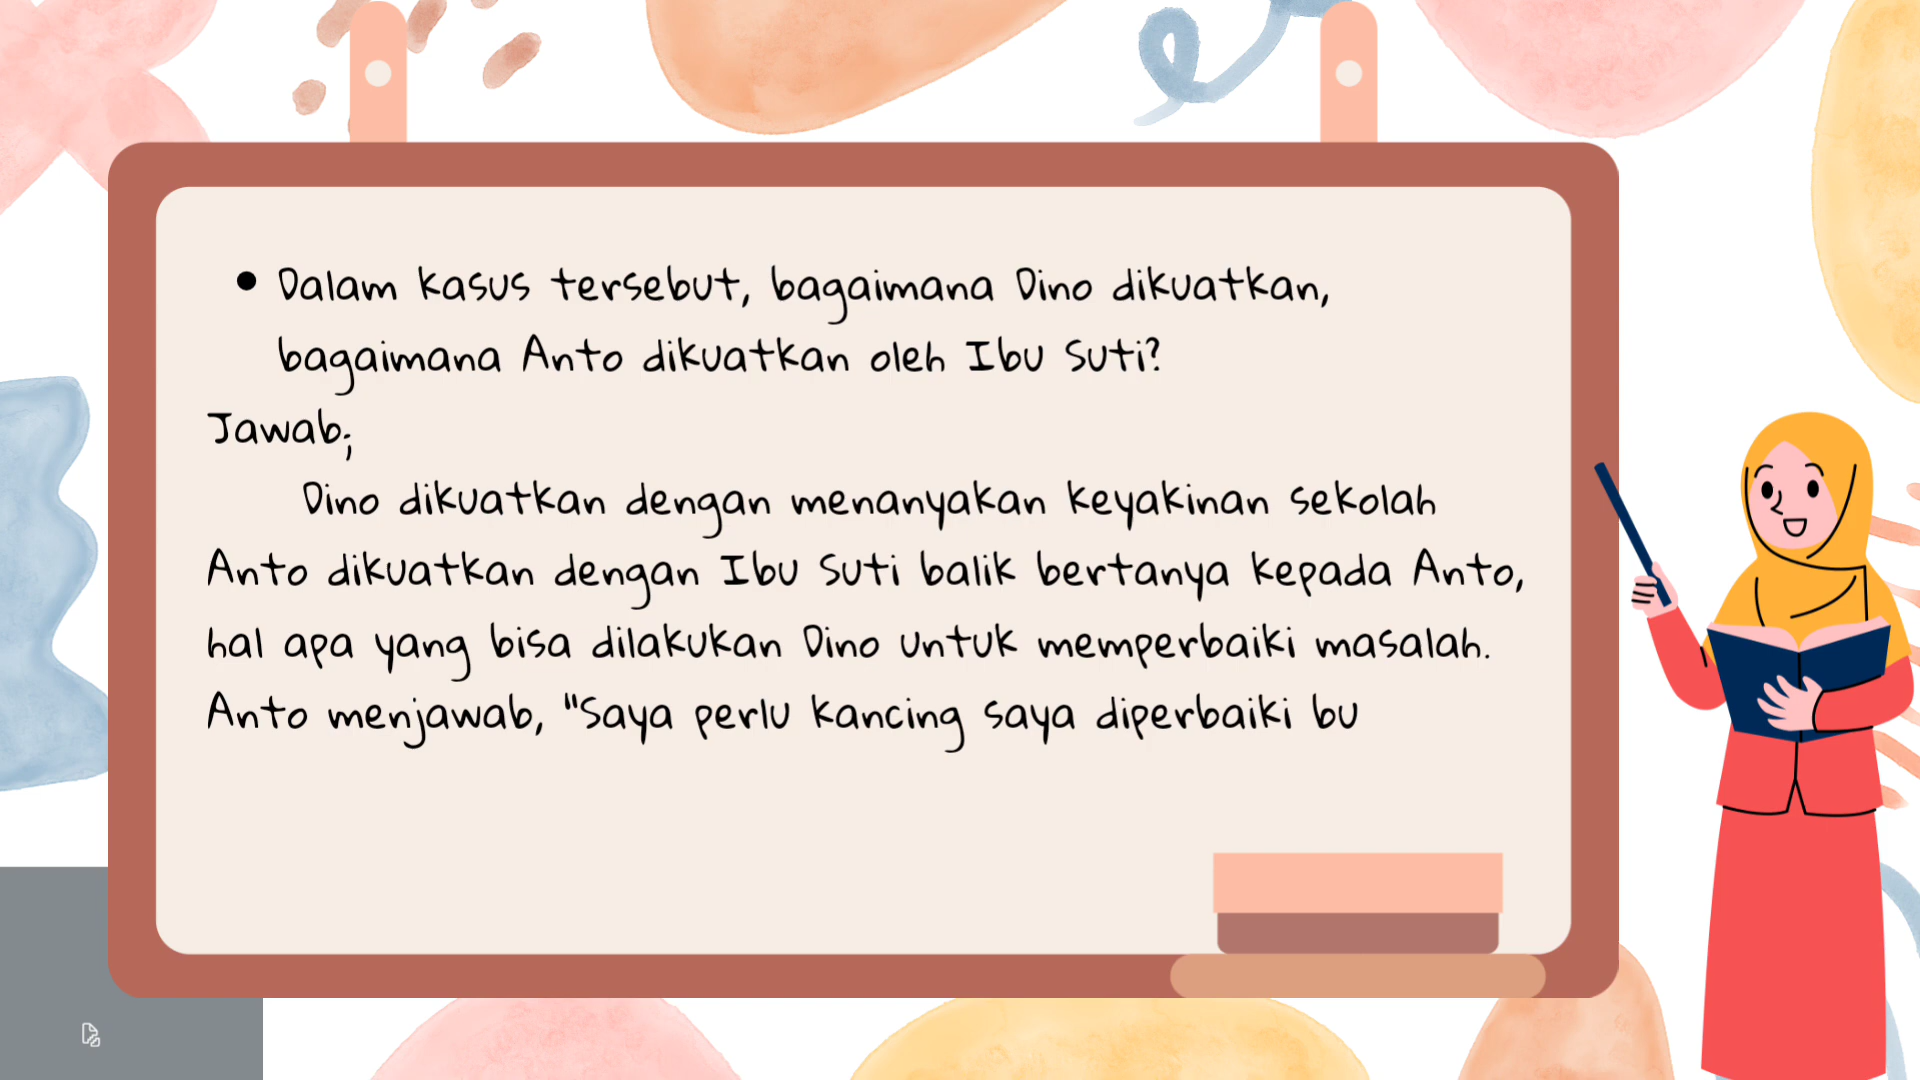 • Dalam kasus tersebut, bagaimana Dino dikuatkan,
bagaimana Anto dikuatkan oleh Ibu Suti?
Jawab;
Dino dikuatkan dengan menanyakan keyakinan sekolah
Anto dikuatkan dengan Ibu Suti balik bertanya kepada Anto,
hal apa yang bisa dilakukan Dino untuk memperbaiki masalah.
Anto menjawab, "Saya perlu kancing saya diperbaiki bu